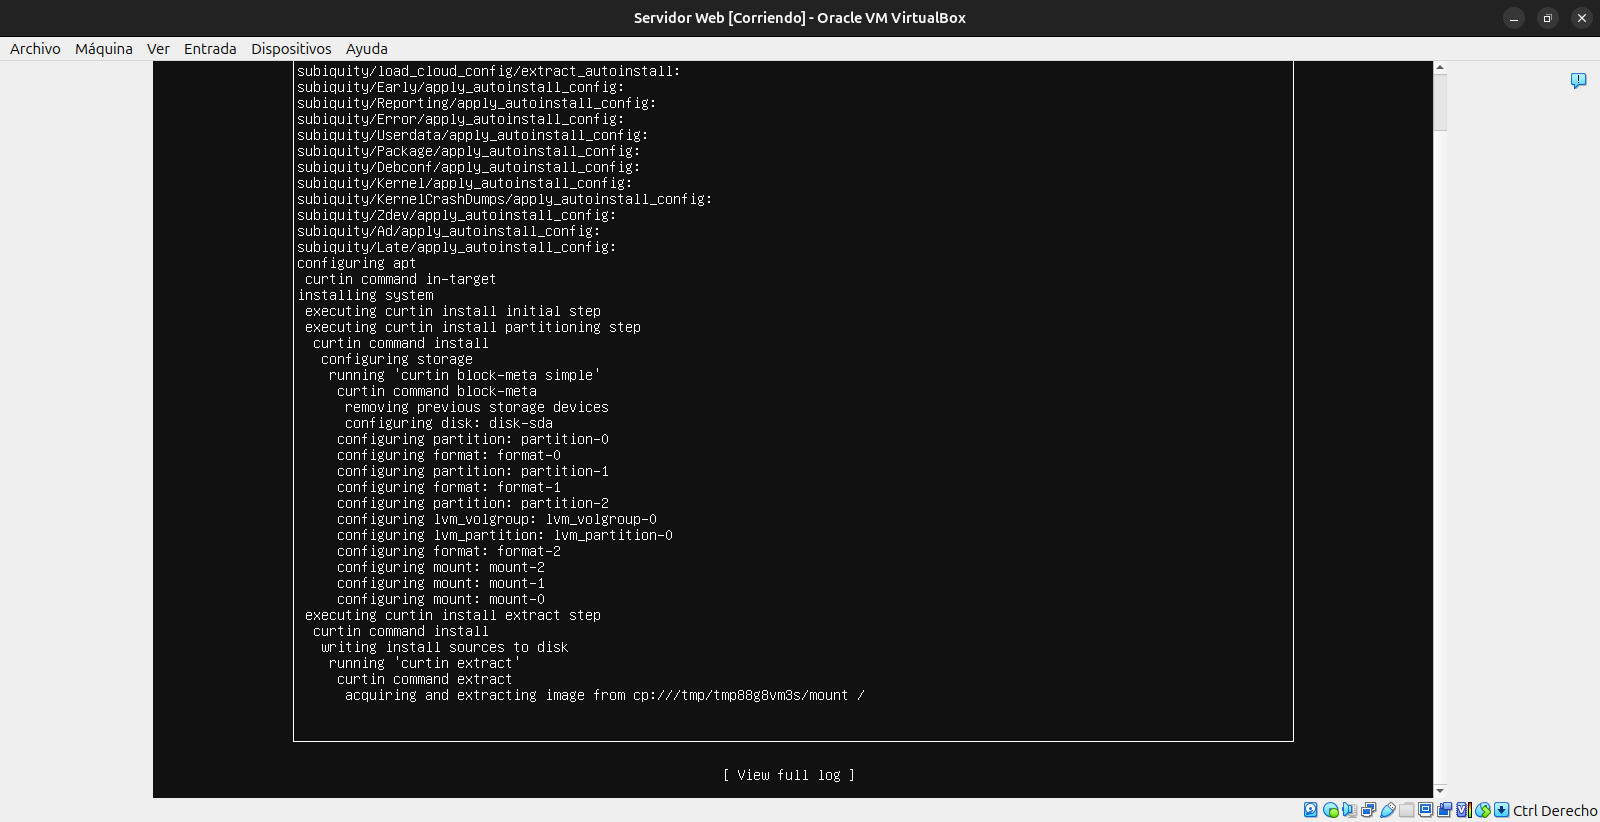 Servidor Web [Corriendo] - Oracle VM VirtualBox
Archivo Máquina Ver Entrada Dispositivos Ayuda
subiquity/load_cloud_config/extract_autoinstall:
subiquity/Early/apply_autoinstall_config:
subiquity/Reporting/apply_autoinstall_config:
subiquity/Error/apply_autoinstall_config:
subiquity/Userdata/apply_autoinstall_config:
subiquity/Package/apply_autoinstall_config:
subiquity/Debconf/apply_autoinstall_config:
subiquity/Kernel/apply_autoinstall_config:
subiquity/KernelCrashDumps/apply_autoinstall_config:
subiquity/Zdev/apply_autoinstall_config:
subiquity/Ad/apply_autoinstall_config:
subiquity/Late/apply_autoinstall_config:
configuring apt
curtin command in-target
installing system
executing curtin install initial step
executing curtin install partitioning step
curtin command install
configuring storage
running 'curtin block-meta simple'
curtin command block-meta
removing previous storage devices
configuring disk: disk-sda
configuring partition: partition-0
configuring format: format-0
configuring partition: partition-1
configuring format: format-1
configuring partition: partition-2
configuring lvm_volgroup: lvm_volgroup-0
configuring lvm_partition: lvm_partition-0
configuring format: format-2
configuring mount: mount-2
configuring mount: mount-1
configuring mount: mount-0
executing curtin install extract step
curtin command install
writing install sources to disk
running 'curtin extract'
curtin command extract
acquiring and extracting image from cp:///tmp/tmp88g8vm3s/mount /
[ View full log ]
Ctrl Derecho